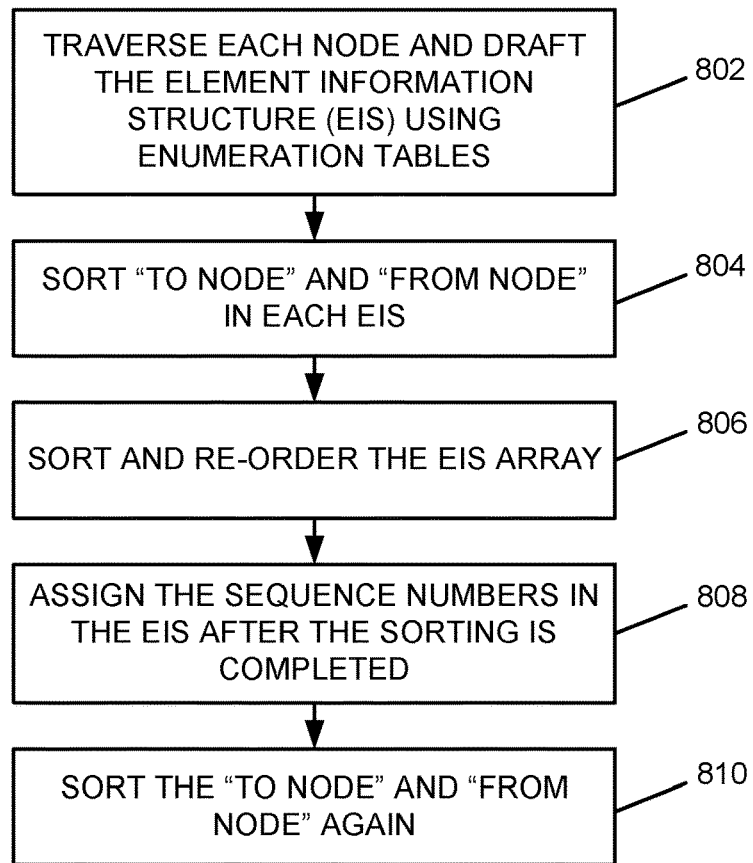 TRAVERSE EACH NODE AND DRAFT
THE ELEMENT INFORMATION
STRUCTURE (EIS) USING
ENUMERATION TABLES
802
SORT “TO NODE” AND “FROM NODE”
IN EACH EIS
804
SORT AND RE-ORDER THE EIS ARRAY
806
ASSIGN THE SEQUENCE NUMBERS IN
THE EIS AFTER THE SORTING IS
COMPLETED
808
SORT THE “TO NODE” AND “FROM
NODE” AGAIN
810